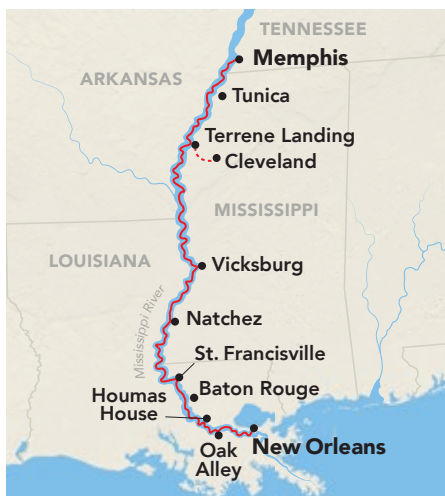 TENNESSEE
Memphis
ARKANSAS
Tunica
Terrene Landing
Cleveland
MISSISSIPPI
LOUISIANA
Vicksburg
Mississippi River
Natchez
St. Francisville
Baton Rouge
Houmas
House
New Orleans
Oak
Alley